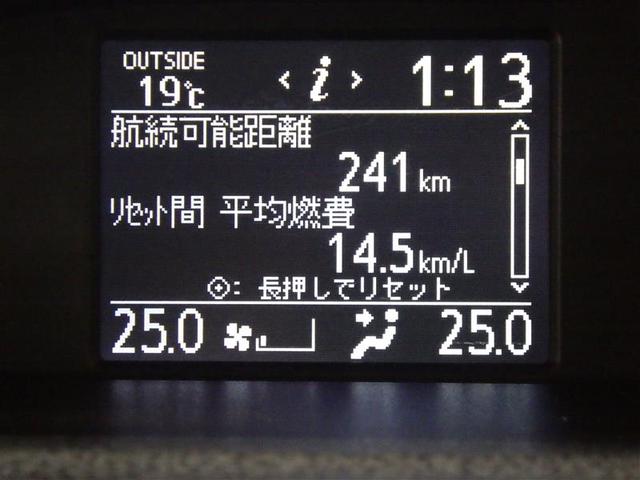 OUTSIDE
19℃
< i >
1:13
航続可能距離
241 km
リセット間 平均燃費
14.5 km/L
: 長押しでリセット
25.0
25.0